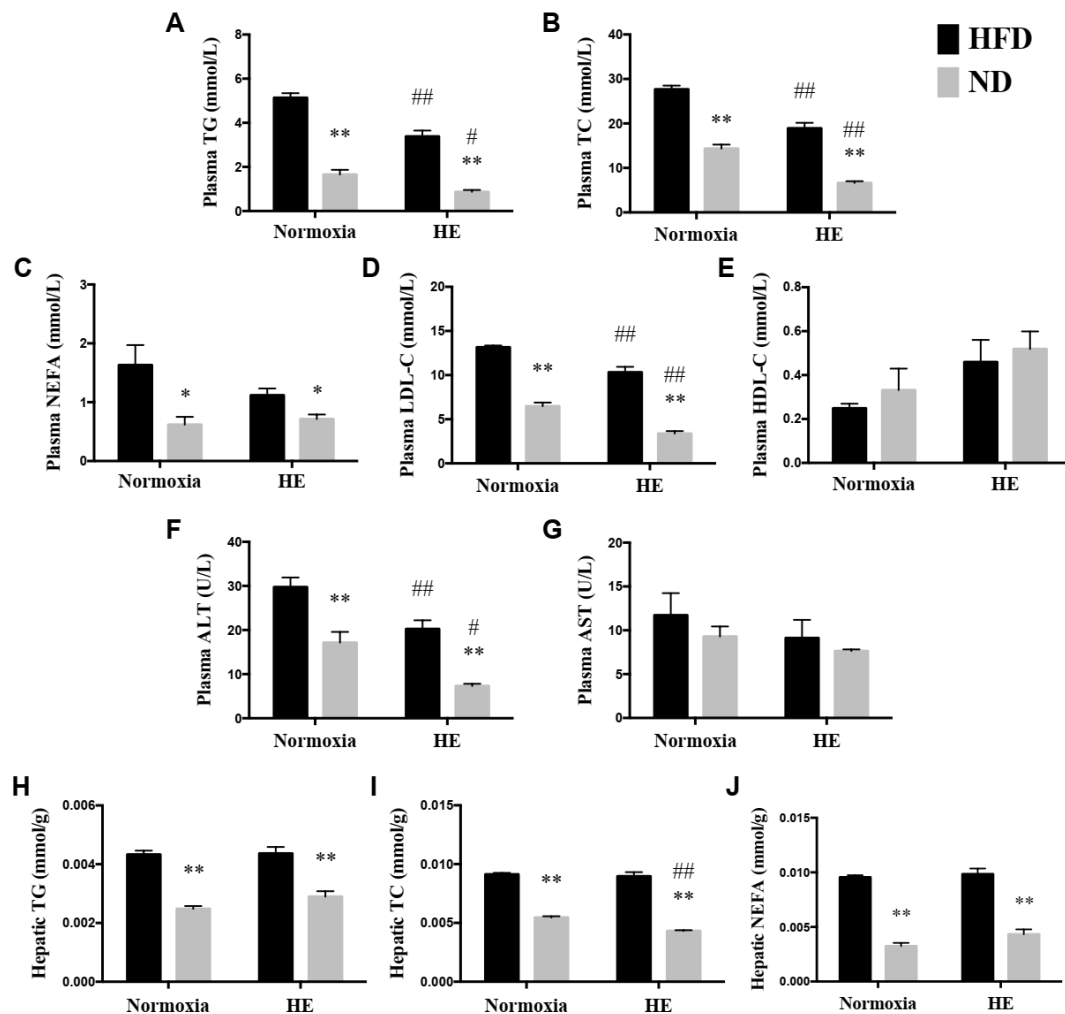 A
Plasma TG (mmol/L)
8
6
4
2
0
**
##
#
**
Normoxia
HE
B
Plasma TC (mmol/L)
40
30
20
10
0
**
##
##
**
Normoxia
HE
HFD
ND
C
Plasma NEFA (mmol/L)
3
2
1
0
*
*
Normoxia
HE
D
Plasma LDL-C (mmol/L)
20
15
10
5
0
**
##
##
**
Normoxia
HE
E
Plasma HDL-C (mmol/L)
0.8
0.6
0.4
0.2
0.0
Normoxia
HE
F
Plasma ALT (U/L)
40
30
20
10
0
**
##
#
**
Normoxia
HE
G
Plasma AST (U/L)
20
15
10
5
0
Normoxia
HE
H
Hepatic TG (mmol/g)
0.006
0.004
0.002
0.000
**
**
Normoxia
HE
I
Hepatic TC (mmol/g)
0.015
0.010
0.005
0.000
**
##
**
Normoxia
HE
J
Hepatic NEFA (mmol/g)
0.015
0.010
0.005
0.000
**
**
Normoxia
HE